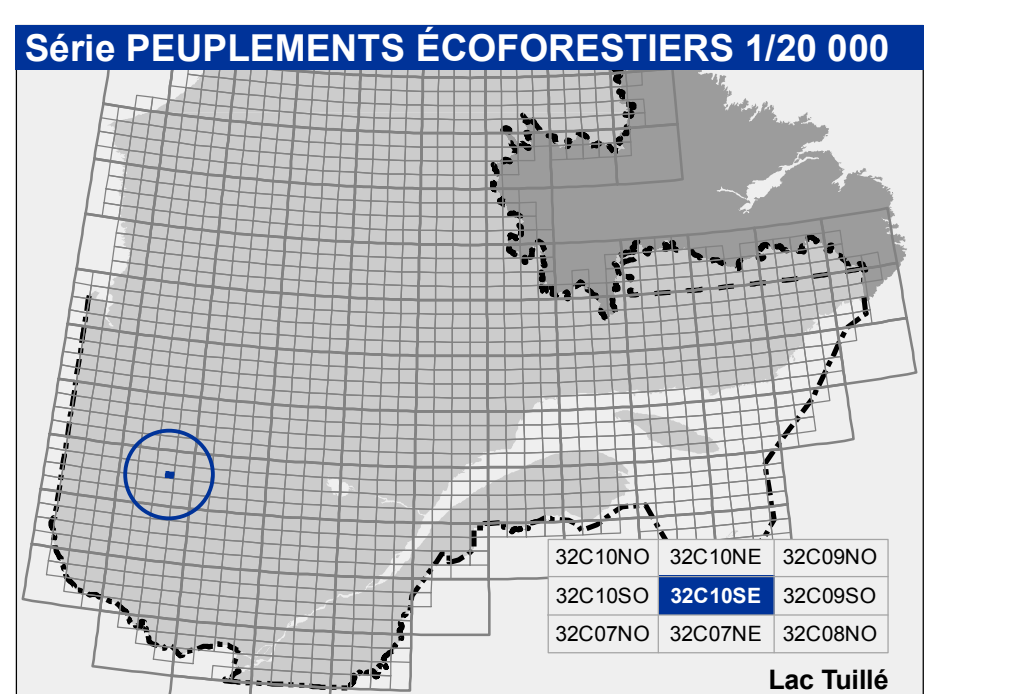 Série PEUPLEMENTS ÉCOFORESTIERS 1/20 000
32C10NO 32C10NE 32C09NO
32C10SO 32C10SE 32C09SO
32C07NO 32C07NE 32C08NO
Lac Tuillé